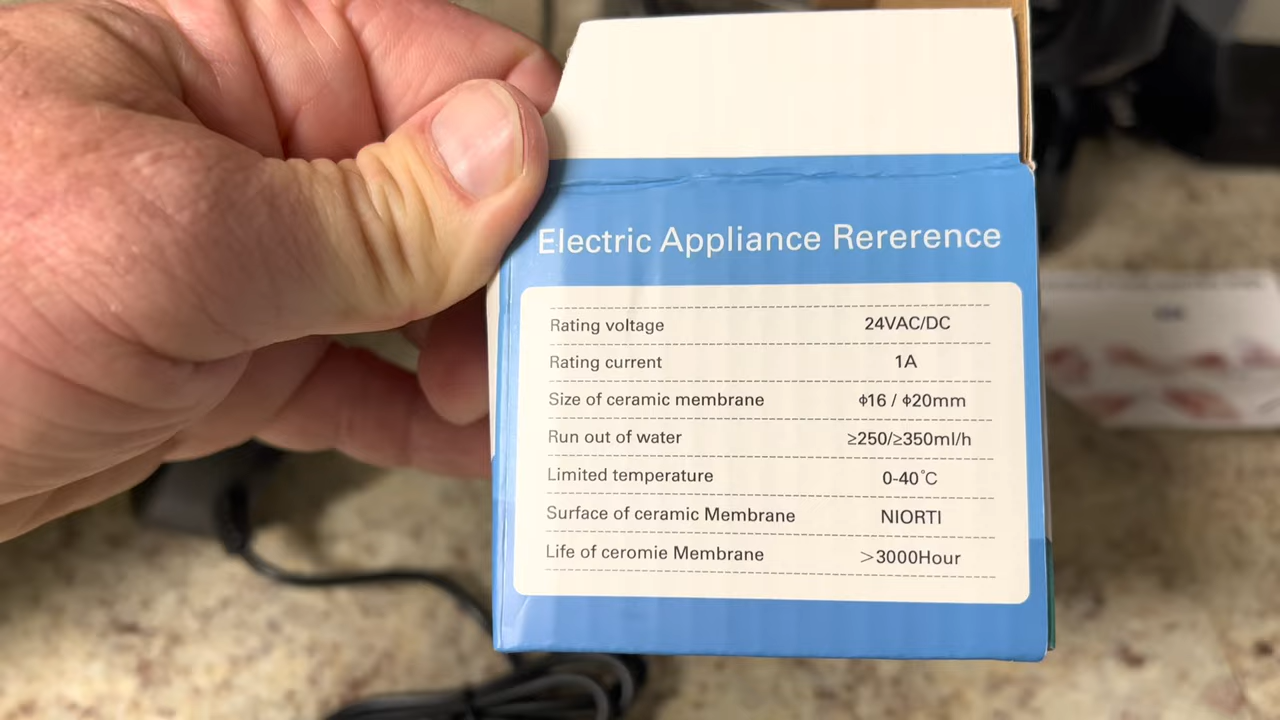 Electric Appliance Rererence
Rating voltage 24VAC/DC
Rating current 1A
Size of ceramic membrane ϕ16 / ϕ20mm
Run out of water ≥250/≥350ml/h
Limited temperature 0-40°C
Surface of ceramic Membrane NIORTI
Life of ceromie Membrane >3000Hour